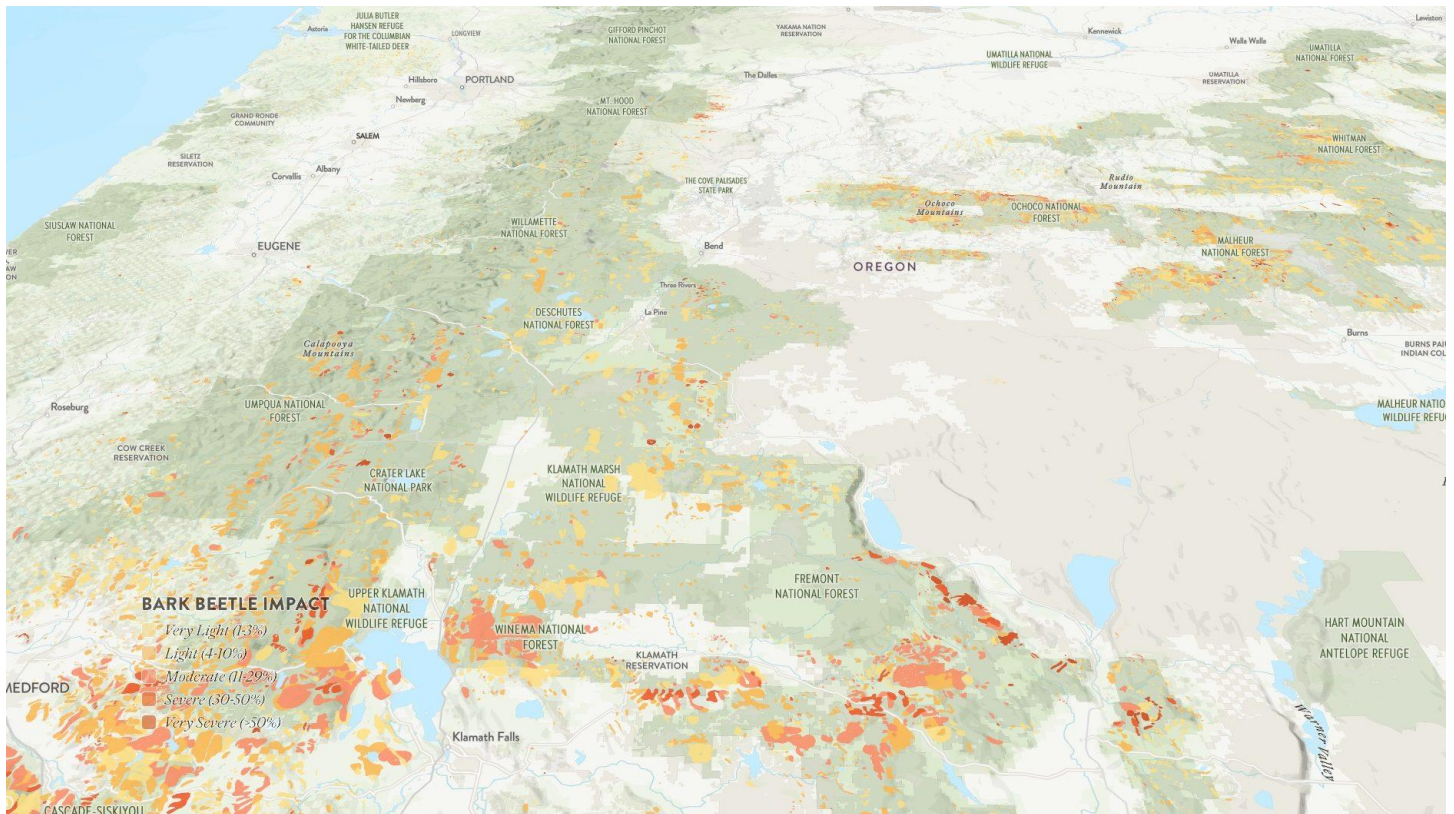 JULIA BUTLER
HANSEN REFUGE
FOR THE COLUMBIAN
WHITE-TAILED DEER
Astoria
LONGVIEW
GIFFORD PINCHOT
NATIONAL FOREST
YAKAMA NATION
RESERVATION
Kennewick
Lewiston
Walla Walla
UMATILLA NATIONAL
WILDLIFE REFUGE
UMATILLA
NATIONAL FOREST
UMATILLA
RESERVATION
Hillsboro
PORTLAND
The Dalles
Newberg
MT. HOOD
NATIONAL FOREST
GRAND RONDE
COMMUNITY
SALEM
WHITMAN
NATIONAL FOREST
SILETZ
RESERVATION
Corvallis
Albany
THE COVE PALISADES
STATE PARK
Rudio
Mountain
Ochoco
Mountains
OCHOCO NATIONAL
FOREST
SIUSLAW NATIONAL
FOREST
WILLAMETTE
NATIONAL FOREST
VER
AW
ON
EUGENE
Bend
MALHEUR
NATIONAL FOREST
OREGON
Three Rivers
La Pine
DESCHUTES
NATIONAL FOREST
Burns
BURNS PAI
INDIAN COL
Calapooya
Mountains
Roseburg
UMPQUA NATIONAL
FOREST
MALHEUR NATIO
WILDLIFE REFU
COW CREEK
RESERVATION
CRATER LAKE
NATIONAL PARK
KLAMATH MARSH
NATIONAL
WILDLIFE REFUGE
FREMONT
NATIONAL FOREST
UPPER KLAMATH
NATIONAL
WILDLIFE REFUGE
WINEMA NATIONAL
FOREST
KLAMATH
RESERVATION
HART MOUNTAIN
NATIONAL
ANTELOPE REFUGE
BARK BEETLE IMPACT
Very Light (1-3%)
Light (4-10%)
Moderate (11-29%)
Severe (30-50%)
Very Severe (>50%)
MEDFORD
Klamath Falls
Warner Valley
CASCADE-SISKIYOU